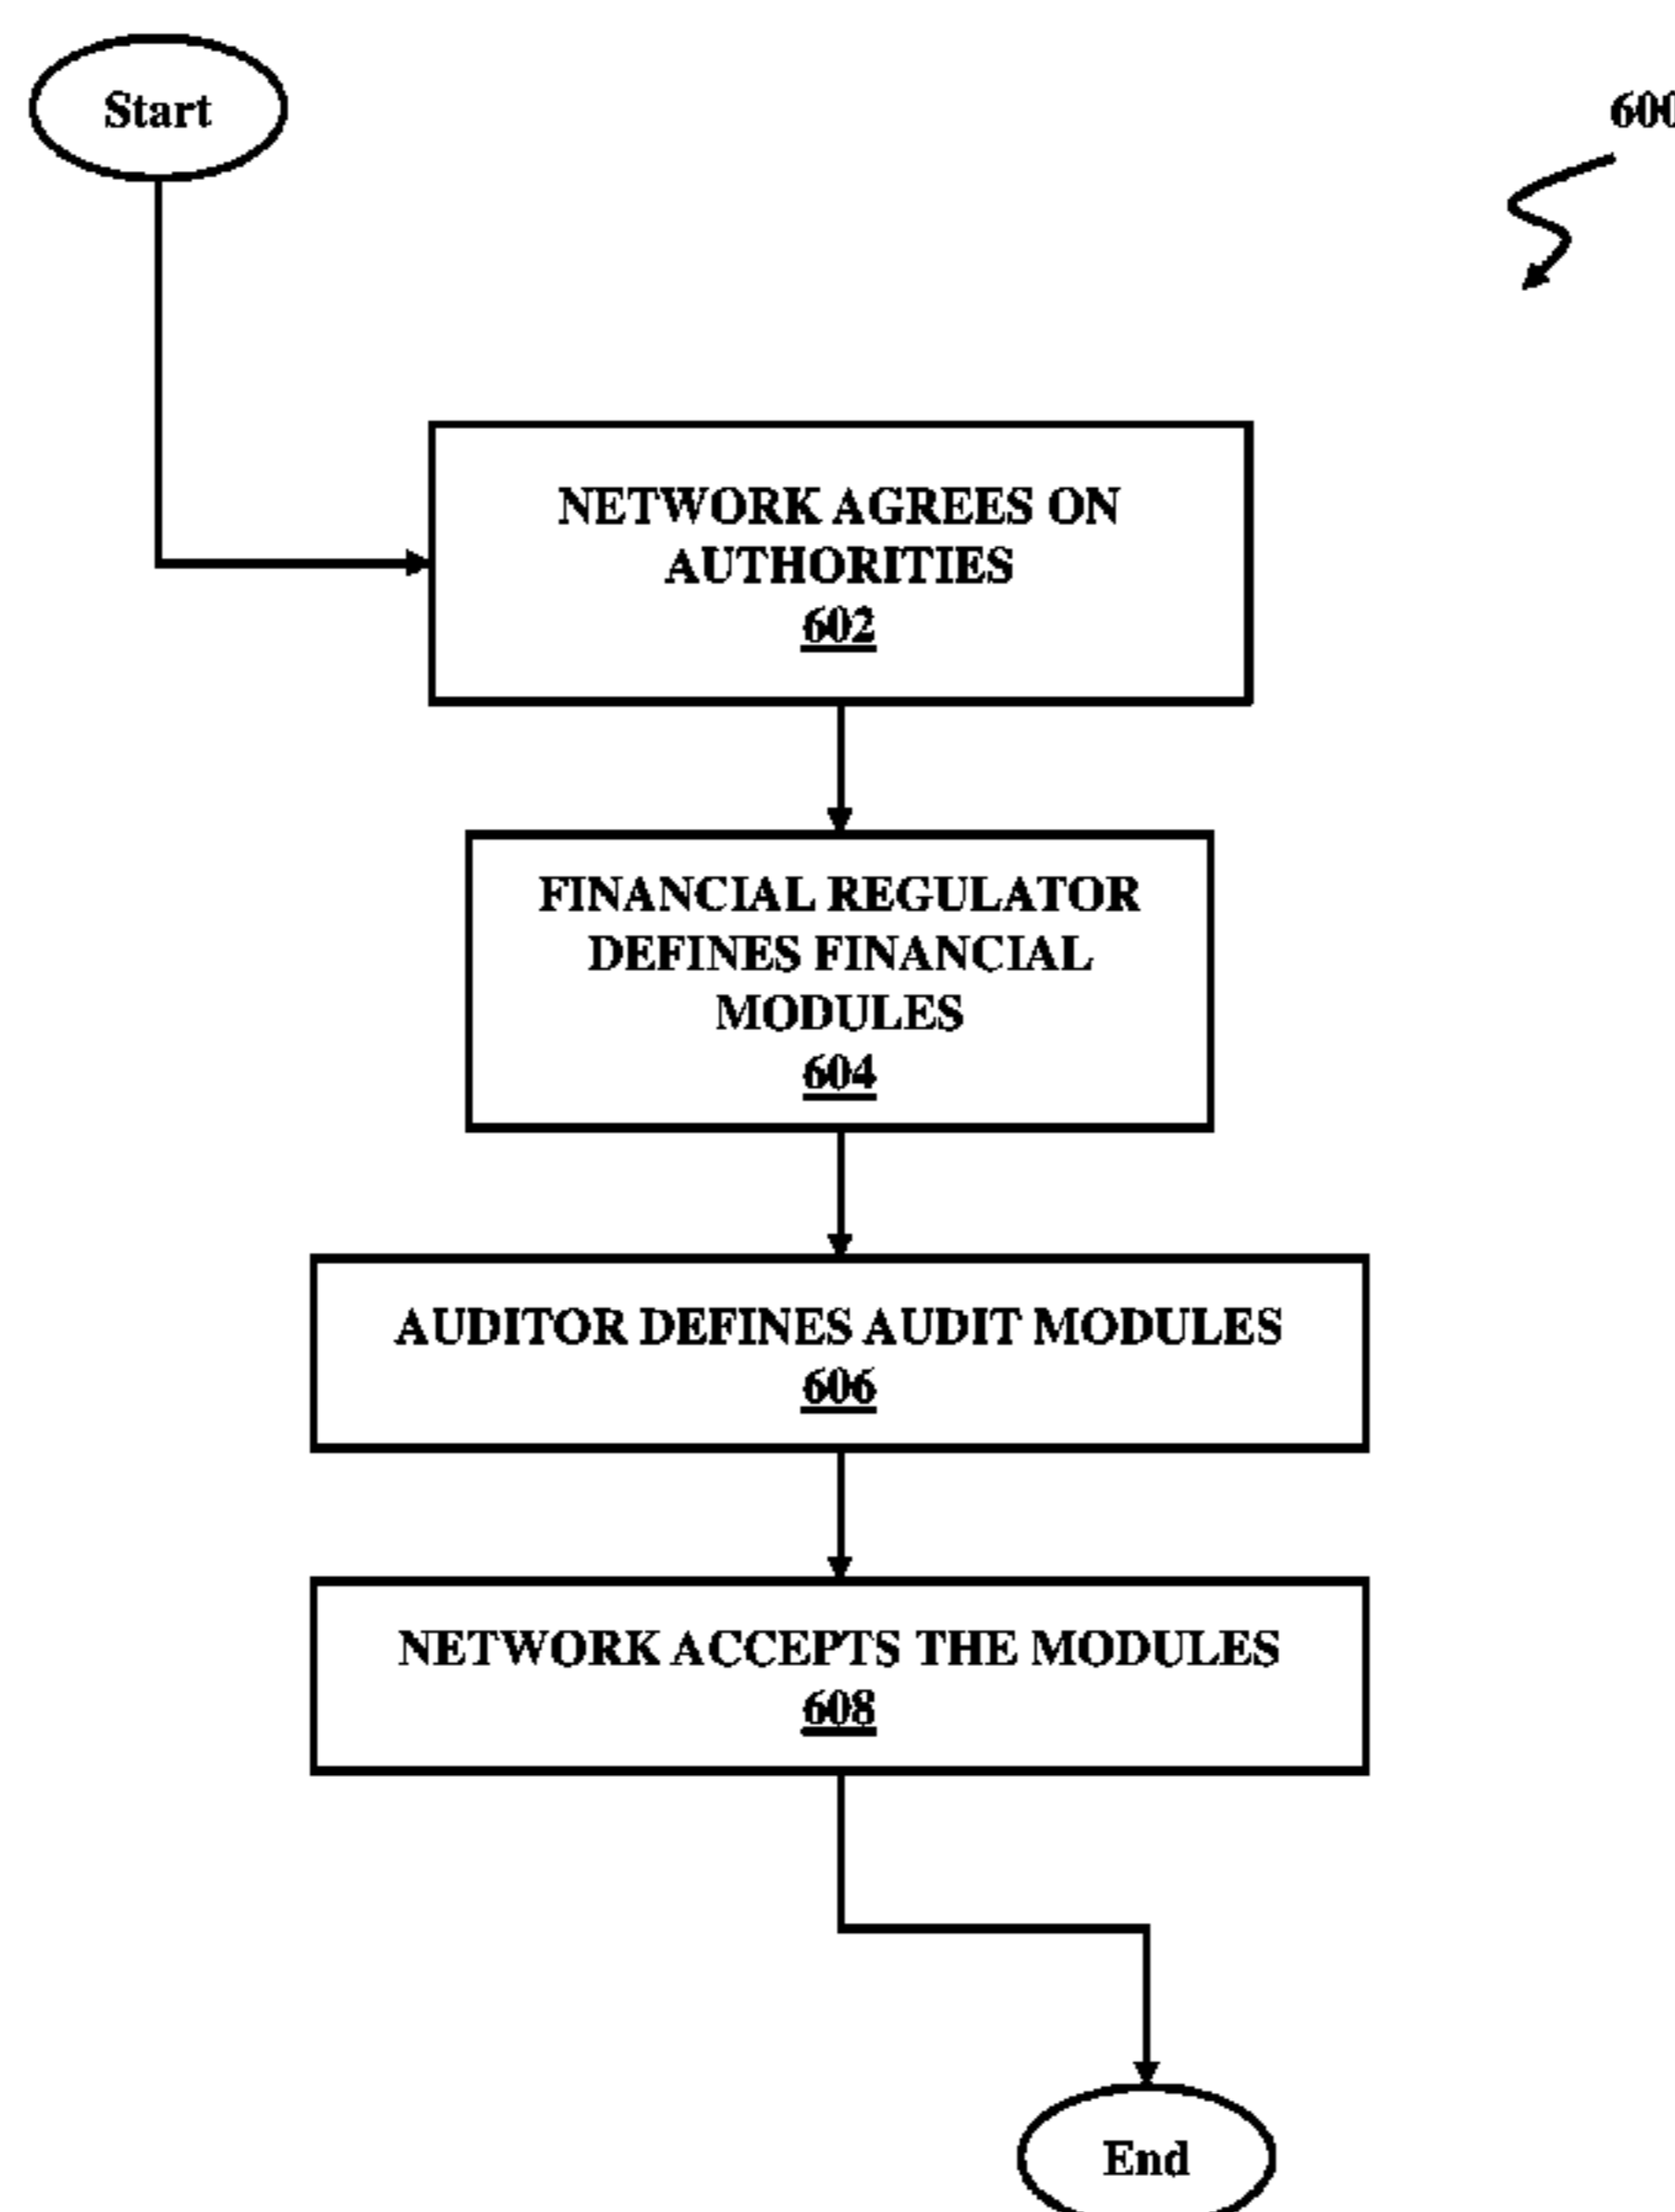 Start
600
NETWORK AGREES ON
AUTHORITIES
602
FINANCIAL REGULATOR
DEFINES FINANCIAL
MODULES
604
AUDITOR DEFINES AUDIT MODULES
606
NETWORK ACCEPTS THE MODULES
608
End